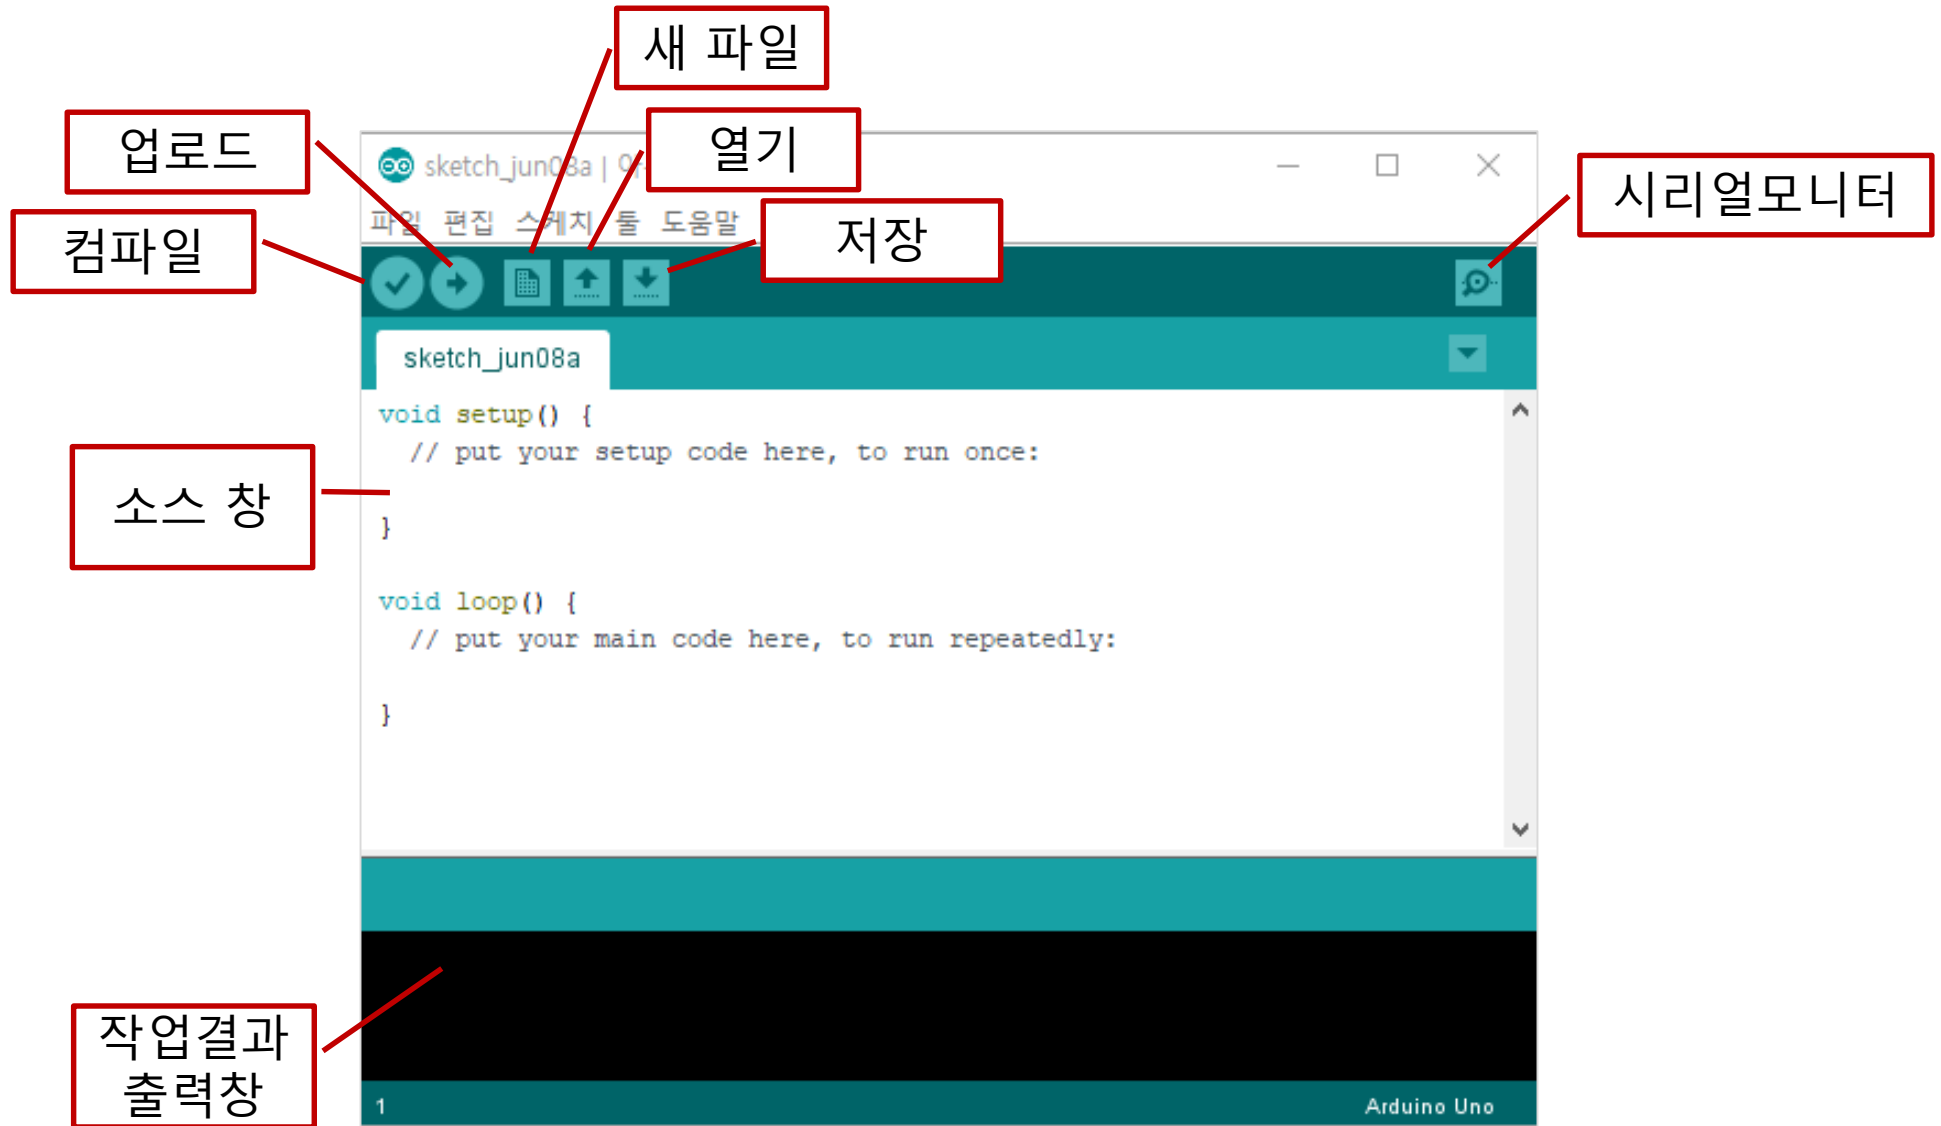 새 파일
업로드
열기
sketch_jun08a |
시리얼모니터
파일 편집 스케치 툴 도움말
컴파일
저장
sketch_jun08a
void setup() {
// put your setup code here, to run once:
소스 창
}
void loop() {
// put your main code here, to run repeatedly:
}
작업결과
출력창
1
Arduino Uno